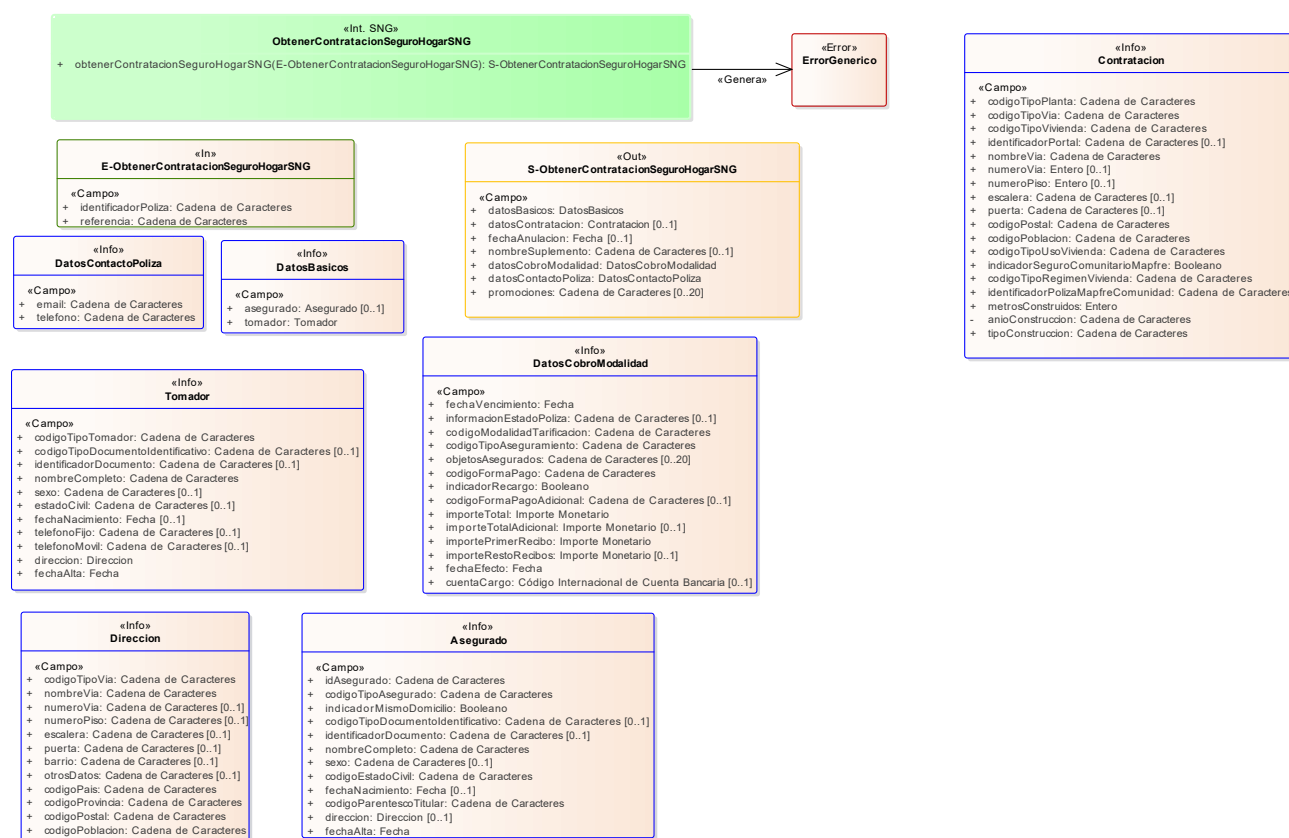 «Int. SNG»
ObtenerContratacionSeguroHogarSNG
+ obtenerContratacionSeguroHogarSNG(E-ObtenerContratacionSeguroHogarSNG): S-ObtenerContratacionSeguroHogarSNG
«Genera»
«Error»
ErrorGenerico
«Info»
Contratacion
«Campo»
+ codigoTipoPlanta: Cadena de Caracteres
+ codigoTipoVia: Cadena de Caracteres
+ codigoTipoVivienda: Cadena de Caracteres
+ identificadorPortal: Cadena de Caracteres [0..1]
+ nombreVia: Cadena de Caracteres
+ numeroVia: Entero [0..1]
+ numeroPiso: Entero [0..1]
+ escalera: Cadena de Caracteres [0..1]
+ puerta: Cadena de Caracteres [0..1]
+ codigoPostal: Cadena de Caracteres
+ codigoPoblacion: Cadena de Caracteres
+ codigoTipoUsoVivienda: Cadena de Caracteres
+ indicadorSeguroComunitarioMapfre: Booleano
+ codigoTipoRegimenVivienda: Cadena de Caracteres
+ identificadorPolizaMapfreComunidad: Cadena de Caracteres
+ metrosConstruidos: Entero
- anioConstruccion: Cadena de Caracteres
+ tipoConstruccion: Cadena de Caracteres
«In»
E-ObtenerContratacionSeguroHogarSNG
«Campo»
+ identificadorPoliza: Cadena de Caracteres
+ referencia: Cadena de Caracteres
«Out»
S-ObtenerContratacionSeguroHogarSNG
«Campo»
+ datosBasicos: DatosBasicos
+ datosContratacion: Contratacion [0..1]
+ fechaAnulacion: Fecha [0..1]
+ nombreSuplemento: Cadena de Caracteres [0..1]
+ datosCobroModalidad: DatosCobroModalidad
+ datosContactoPoliza: DatosContactoPoliza
+ promociones: Cadena de Caracteres [0..20]
«Info»
DatosContactoPoliza
«Campo»
+ email: Cadena de Caracteres
+ telefono: Cadena de Caracteres
«Info»
DatosBasicos
«Campo»
+ asegurado: Asegurado [0..1]
+ tomador: Tomador
«Info»
DatosCobroModalidad
«Campo»
+ fechaVencimiento: Fecha
+ informacionEstadoPoliza: Cadena de Caracteres [0..1]
+ codigoModalidadTarificacion: Cadena de Caracteres
+ codigoTipoAseguramiento: Cadena de Caracteres
+ objetosAsegurados: Cadena de Caracteres [0..20]
+ codigoFormaPago: Cadena de Caracteres
+ indicadorRecargo: Booleano
+ codigoFormaPagoAdicional: Cadena de Caracteres [0..1]
+ importeTotal: Importe Monetario
+ importeTotalAdicional: Importe Monetario [0..1]
+ importePrimerRecibo: Importe Monetario
+ importeRestoRecibos: Importe Monetario [0..1]
+ fechaEfecto: Fecha
+ cuentaCargo: Código Internacional de Cuenta Bancaria [0..1]
«Info»
Tomador
«Campo»
+ codigoTipoTomador: Cadena de Caracteres
+ codigoTipoDocumentoIdentificativo: Cadena de Caracteres [0..1]
+ identificadorDocumento: Cadena de Caracteres [0..1]
+ nombreCompleto: Cadena de Caracteres
+ sexo: Cadena de Caracteres [0..1]
+ estadoCivil: Cadena de Caracteres [0..1]
+ fechaNacimiento: Fecha [0..1]
+ telefonoFijo: Cadena de Caracteres [0..1]
+ telefonoMovil: Cadena de Caracteres [0..1]
+ direccion: Direccion
+ fechaAlta: Fecha
«Info»
Direccion
«Campo»
+ codigoTipoVia: Cadena de Caracteres
+ nombreVia: Cadena de Caracteres
+ numeroVia: Cadena de Caracteres [0..1]
+ numeroPiso: Cadena de Caracteres [0..1]
+ escalera: Cadena de Caracteres [0..1]
+ puerta: Cadena de Caracteres [0..1]
+ barrio: Cadena de Caracteres [0..1]
+ otrosDatos: Cadena de Caracteres [0..1]
+ codigoPais: Cadena de Caracteres
+ codigoProvincia: Cadena de Caracteres
+ codigoPostal: Cadena de Caracteres
+ codigoPoblacion: Cadena de Caracteres
«Info»
Asegurado
«Campo»
+ idAsegurado: Cadena de Caracteres
+ codigoTipoAsegurado: Cadena de Caracteres
+ indicadorMismoDomicilio: Booleano
+ codigoTipoDocumentoIdentificativo: Cadena de Caracteres [0..1]
+ identificadorDocumento: Cadena de Caracteres [0..1]
+ nombreCompleto: Cadena de Caracteres
+ sexo: Cadena de Caracteres [0..1]
+ codigoEstadoCivil: Cadena de Caracteres
+ fechaNacimiento: Fecha [0..1]
+ codigoParentescoTitular: Cadena de Caracteres
+ direccion: Direccion [0..1]
+ fechaAlta: Fecha